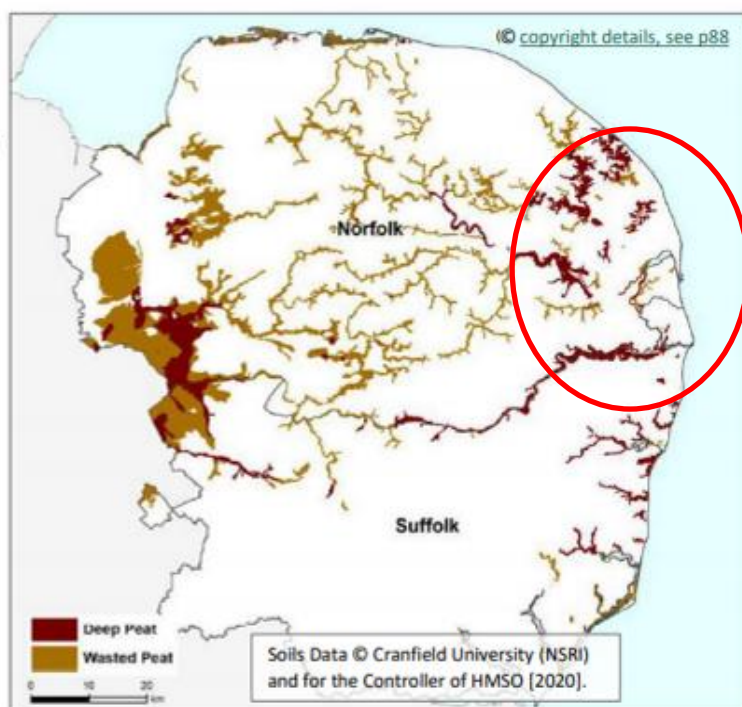 © copyright details, see p88
Norfolk
Suffolk
Deep Peat
Wasted Peat
0 10 20
km
Soils Data © Cranfield University (NSRI)
and for the Controller of HMSO [2020].